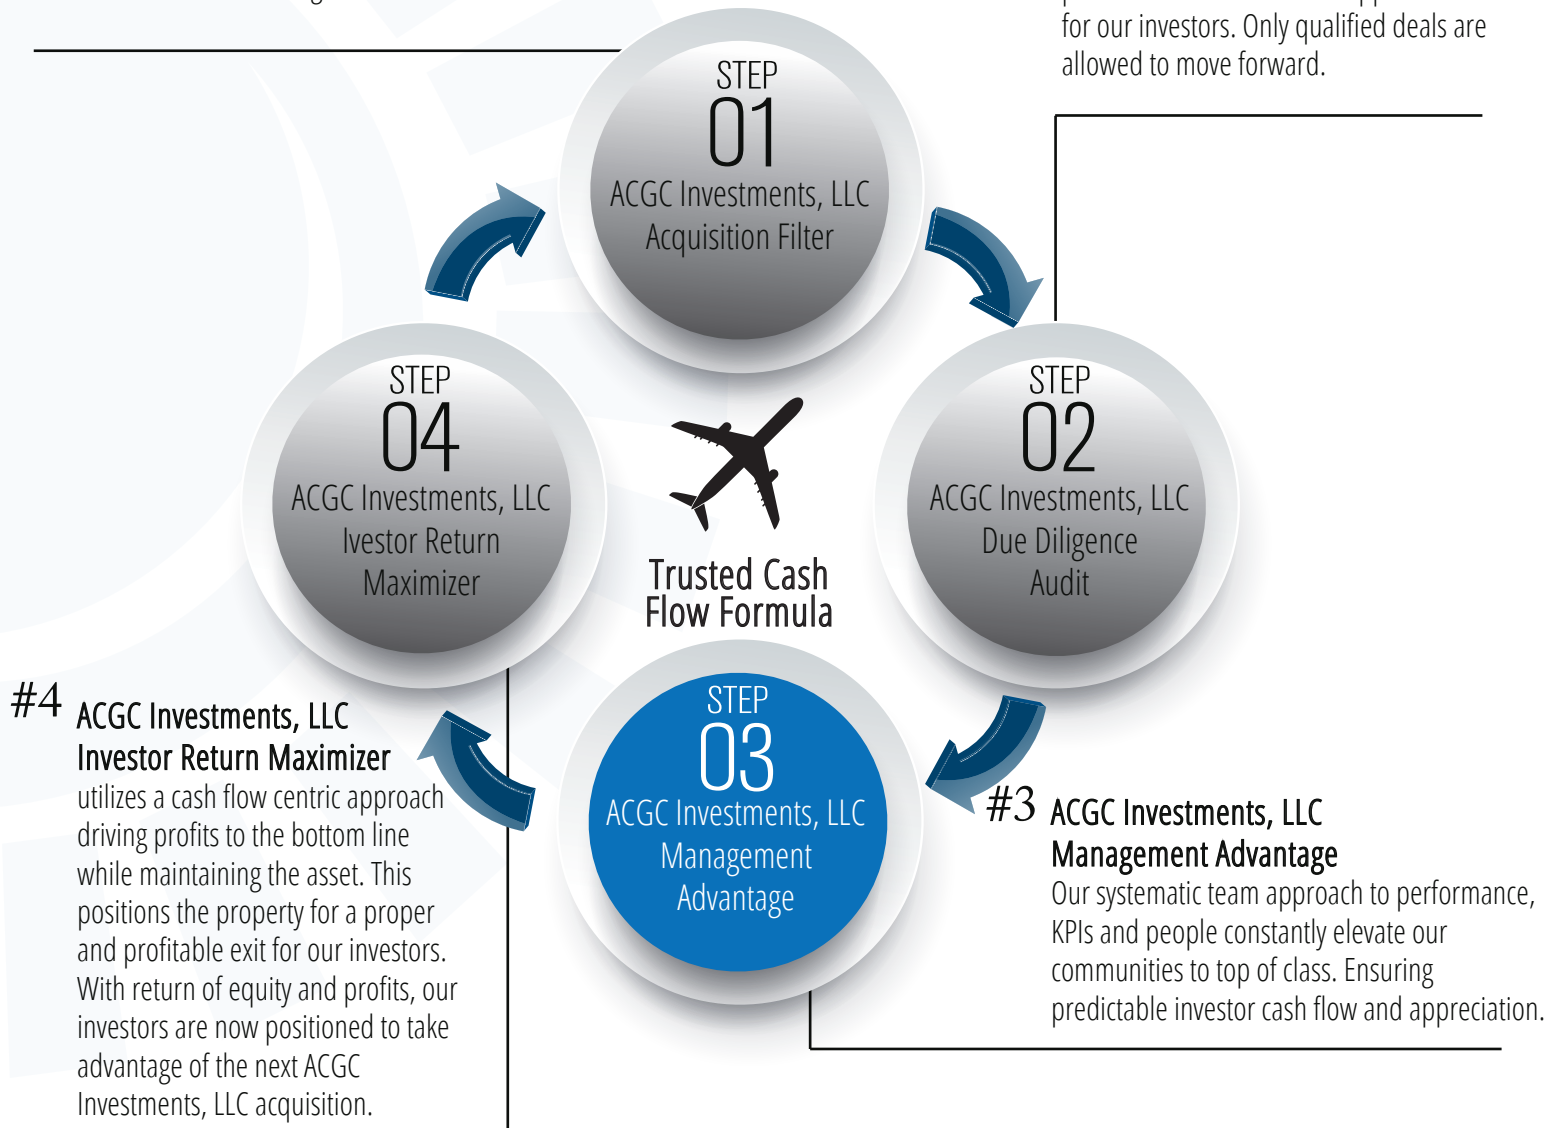 for our investors. Only qualified deals are
allowed to move forward.
STEP
01
ACGC Investments, LLC
Acquisition Filter
STEP
04
ACGC Investments, LLC
Ivestor Return
Maximizer
STEP
02
ACGC Investments, LLC
Due Diligence
Audit
Trusted Cash
Flow Formula
STEP
03
ACGC Investments, LLC
Management
Advantage
#4 ACGC Investments, LLC
Investor Return Maximizer
utilizes a cash flow centric approach
driving profits to the bottom line
while maintaining the asset. This
positions the property for a proper
and profitable exit for our investors.
With return of equity and profits, our
investors are now positioned to take
advantage of the next ACGC
Investments, LLC acquisition.
#3 ACGC Investments, LLC
Management Advantage
Our systematic team approach to performance,
KPIs and people constantly elevate our
communities to top of class. Ensuring
predictable investor cash flow and appreciation.